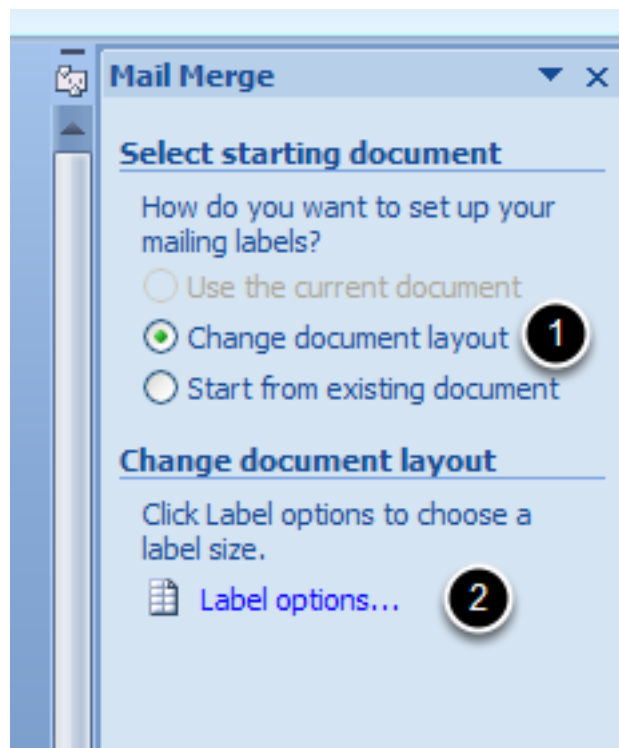 Mail Merge
Select starting document
How do you want to set up your
mailing labels?
Use the current document
Change document layout 1
Start from existing document
Change document layout
Click Label options to choose a
label size.
Label options... 2